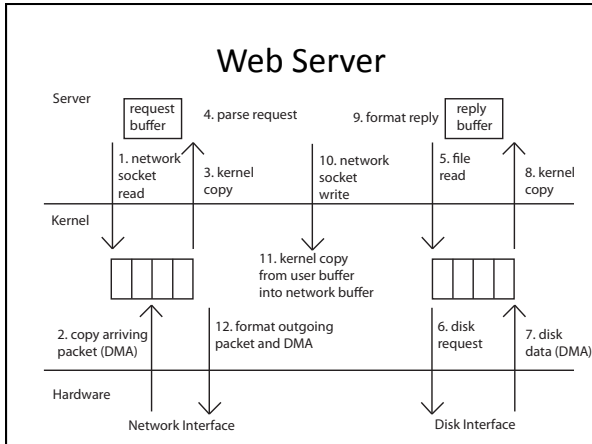 Web Server
Server
request
buffer
4. parse request
9. format reply
reply
buffer
1. network
socket
read
3. kernel
copy
10. network
socket
write
5. file
read
8. kernel
copy
Kernel
11. kernel copy
from user buffer
into network buffer
2. copy arriving
packet (DMA)
12. format outgoing
packet and DMA
6. disk
request
7. disk
data (DMA)
Hardware
Network Interface
Disk Interface